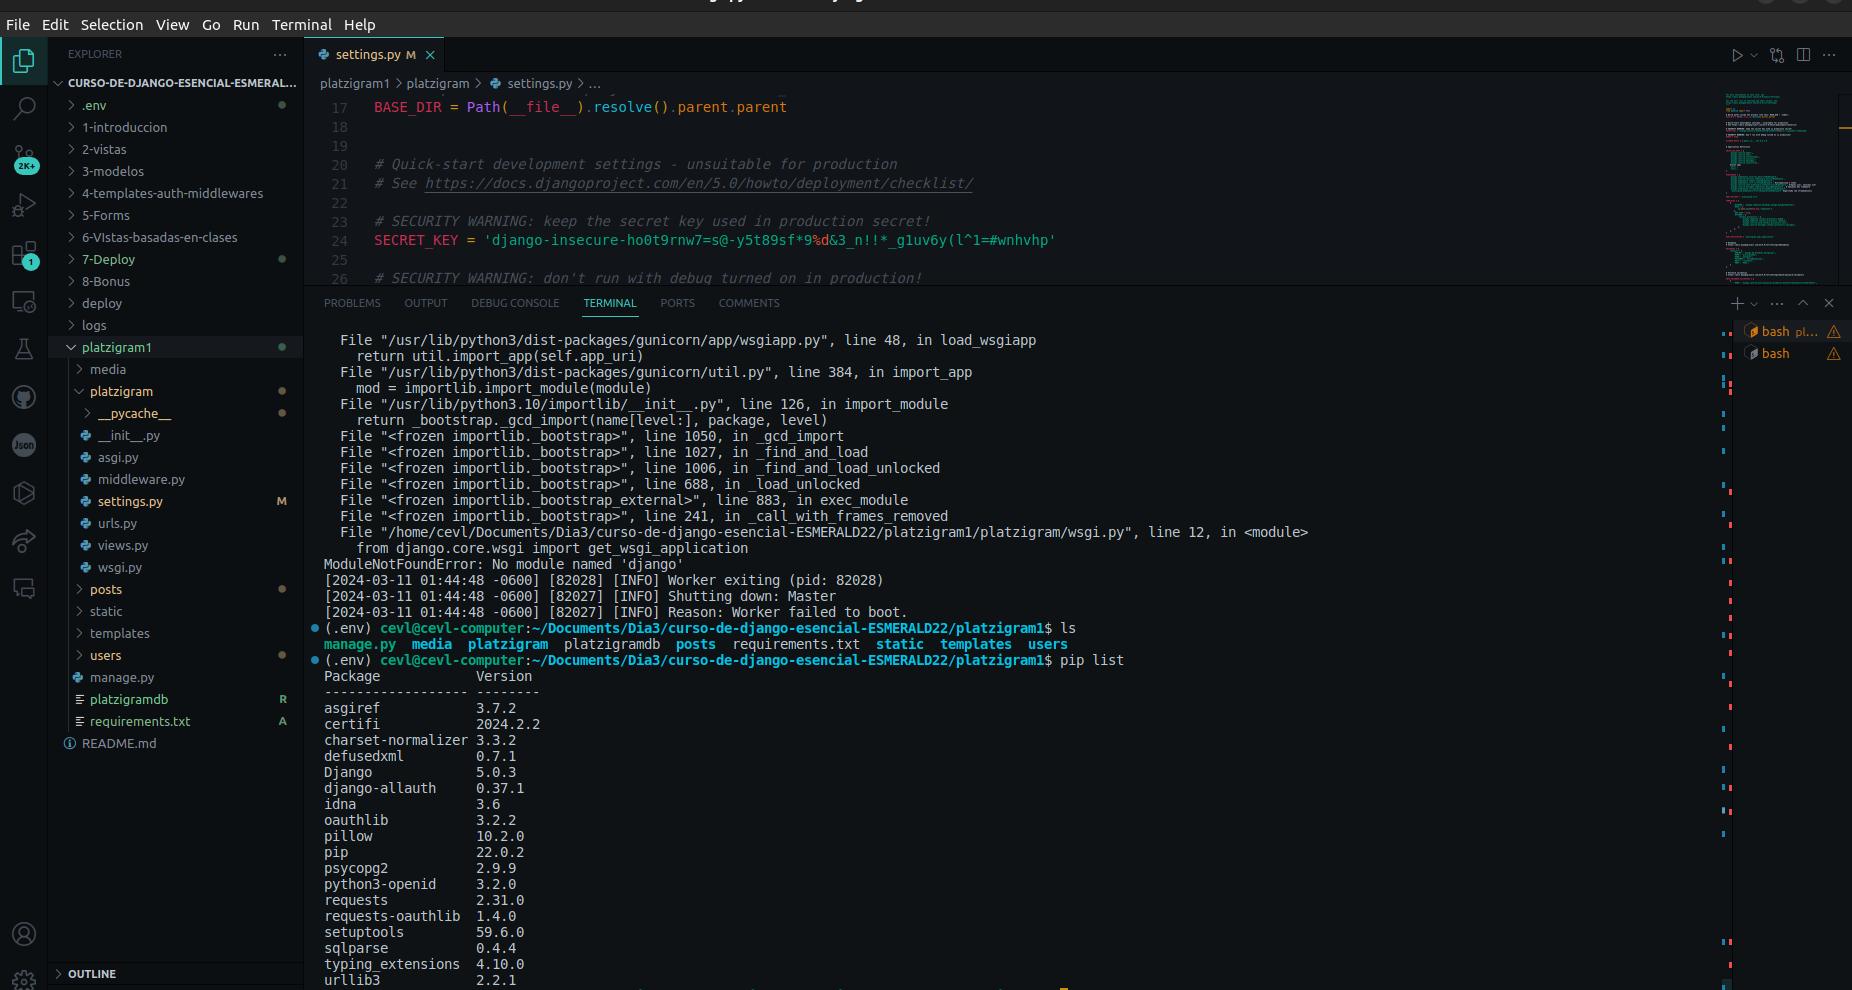 File Edit Selection View Go Run Terminal Help
EXPLORER
CURSO-DE-DJANGO-ESENCIAL-ESMERAL...
.env
1-introduccion
2-vistas
3-modelos
4-templates-auth-middlewares
5-Forms
6-VIstas-basadas-en-clases
7-Deploy
8-Bonus
deploy
logs
platzigram1
media
platzigram
__pycache__
__init__.py
asgi.py
middleware.py
settings.py M
urls.py
views.py
wsgi.py
posts
static
templates
users
manage.py
platzigramdb R
requirements.txt A
README.md
OUTLINE
2K+
1
Json
settings.py M
platzigram1 > platzigram > settings.py > ...
17 BASE_DIR = Path(__file__).resolve().parent.parent
18
19
20 # Quick-start development settings - unsuitable for production
21 # See https://docs.djangoproject.com/en/5.0/howto/deployment/checklist/
22
23 # SECURITY WARNING: keep the secret key used in production secret!
24 SECRET_KEY = 'django-insecure-ho0t9rnw7=s@-y5t89sf*9%d&3_n!!*_g1uv6y(l^1=#wnhvhp'
25
26 # SECURITY WARNING: don't run with debug turned on in production!
PROBLEMS OUTPUT DEBUG CONSOLE TERMINAL PORTS COMMENTS
bash pl...
bash
File "/usr/lib/python3/dist-packages/gunicorn/app/wsgiapp.py", line 48, in load_wsgiapp
return util.import_app(self.app_uri)
File "/usr/lib/python3/dist-packages/gunicorn/util.py", line 384, in import_app
mod = importlib.import_module(module)
File "/usr/lib/python3.10/importlib/__init__.py", line 126, in import_module
return _bootstrap._gcd_import(name[level:], package, level)
File "<frozen importlib._bootstrap>", line 1050, in _gcd_import
File "<frozen importlib._bootstrap>", line 1027, in _find_and_load
File "<frozen importlib._bootstrap>", line 1006, in _find_and_load_unlocked
File "<frozen importlib._bootstrap>", line 688, in _load_unlocked
File "<frozen importlib._bootstrap_external>", line 883, in exec_module
File "<frozen importlib._bootstrap>", line 241, in _call_with_frames_removed
File "/home/cevl/Documents/Dia3/curso-de-django-esencial-ESMERALD22/platzigram1/platzigram/wsgi.py", line 12, in <module>
from django.core.wsgi import get_wsgi_application
ModuleNotFoundError: No module named 'django'
[2024-03-11 01:44:48 -0600] [82028] [INFO] Worker exiting (pid: 82028)
[2024-03-11 01:44:48 -0600] [82027] [INFO] Shutting down: Master
[2024-03-11 01:44:48 -0600] [82027] [INFO] Reason: Worker failed to boot.
(.env) cevl@cevl-computer:~/Documents/Dia3/curso-de-django-esencial-ESMERALD22/platzigram1$ ls
manage.py media platzigram platzigramdb posts requirements.txt static templates users
(.env) cevl@cevl-computer:~/Documents/Dia3/curso-de-django-esencial-ESMERALD22/platzigram1$ pip list
Package Version
------------------ --------
asgiref 3.7.2
certifi 2024.2.2
charset-normalizer 3.3.2
defusedxml 0.7.1
Django 5.0.3
django-allauth 0.37.1
idna 3.6
oauthlib 3.2.2
pillow 10.2.0
pip 22.0.2
psycopg2 2.9.9
python3-openid 3.2.0
requests 2.31.0
requests-oauthlib 1.4.0
setuptools 59.6.0
sqlparse 0.4.4
typing_extensions 4.10.0
urllib3 2.2.1